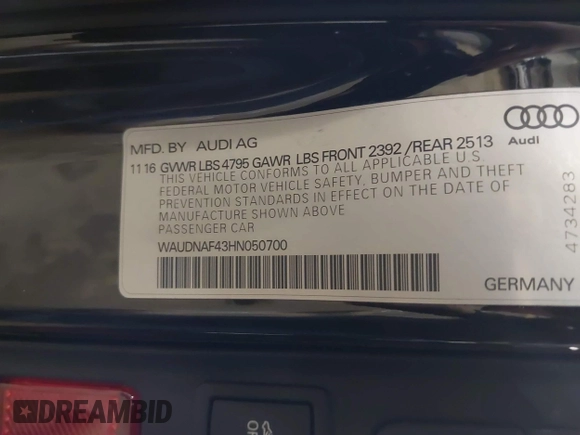 MFD. BY AUDI AG
11 16 GVWR LBS 4795 GAWR LBS FRONT 2392 /REAR 2513
THIS VEHICLE CONFORMS TO ALL APPLICABLE U.S.
FEDERAL MOTOR VEHICLE SAFETY, BUMPER AND THEFT
PREVENTION STANDARDS IN EFFECT ON THE DATE OF
MANUFACTURE SHOWN ABOVE
PASSENGER CAR
WAUDNAF43HN050700
Audi
4734283
GERMANY
DREAMBID